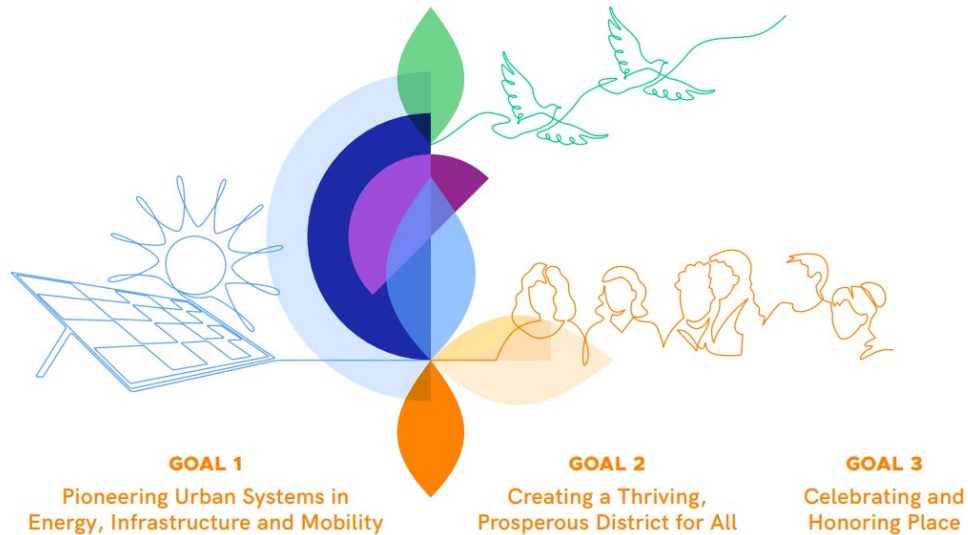 GOAL 1
Pioneering Urban Systems in
Energy, Infrastructure and Mobility
GOAL 2
Creating a Thriving,
Prosperous District for All
GOAL 3
Celebrating and
Honoring Place